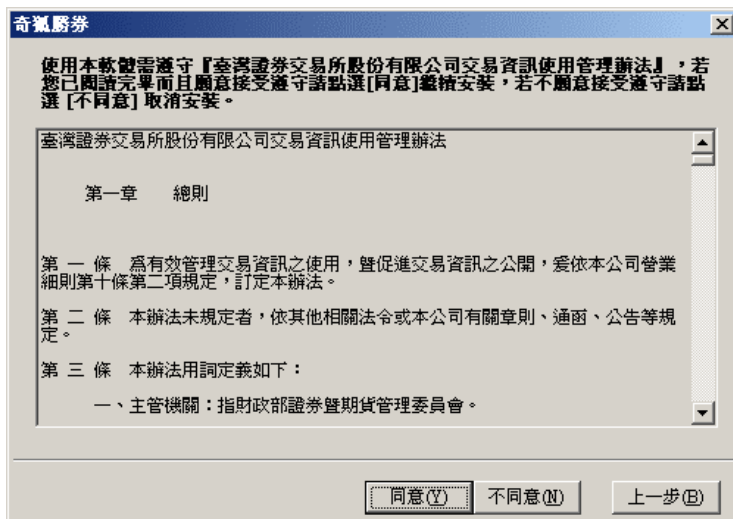 奇狐勝券
使用本軟體需遵守『臺灣證券交易所股份有限公司交易資訊使用管理辦法』,若
您已閱讀完畢而且願意接受遵守請點選[同意]繼續安裝,若不願意接受遵守請點
選 [不同意] 取消安裝。
臺灣證券交易所股份有限公司交易資訊使用管理辦法
第一章 總則
第 一 條 為有效管理交易資訊之使用,暨促進交易資訊之公開,爰依本公司營業
細則第十條第二項規定,訂定本辦法。
第 二 條 本辦法未規定者,依其他相關法令或本公司有關章則、通函、公告等規
定。
第 三 條 本辦法用詞定義如下:
一、主管機關:指財政部證券暨期貨管理委員會。
同意(Y) 不同意(N) 上一步(B)